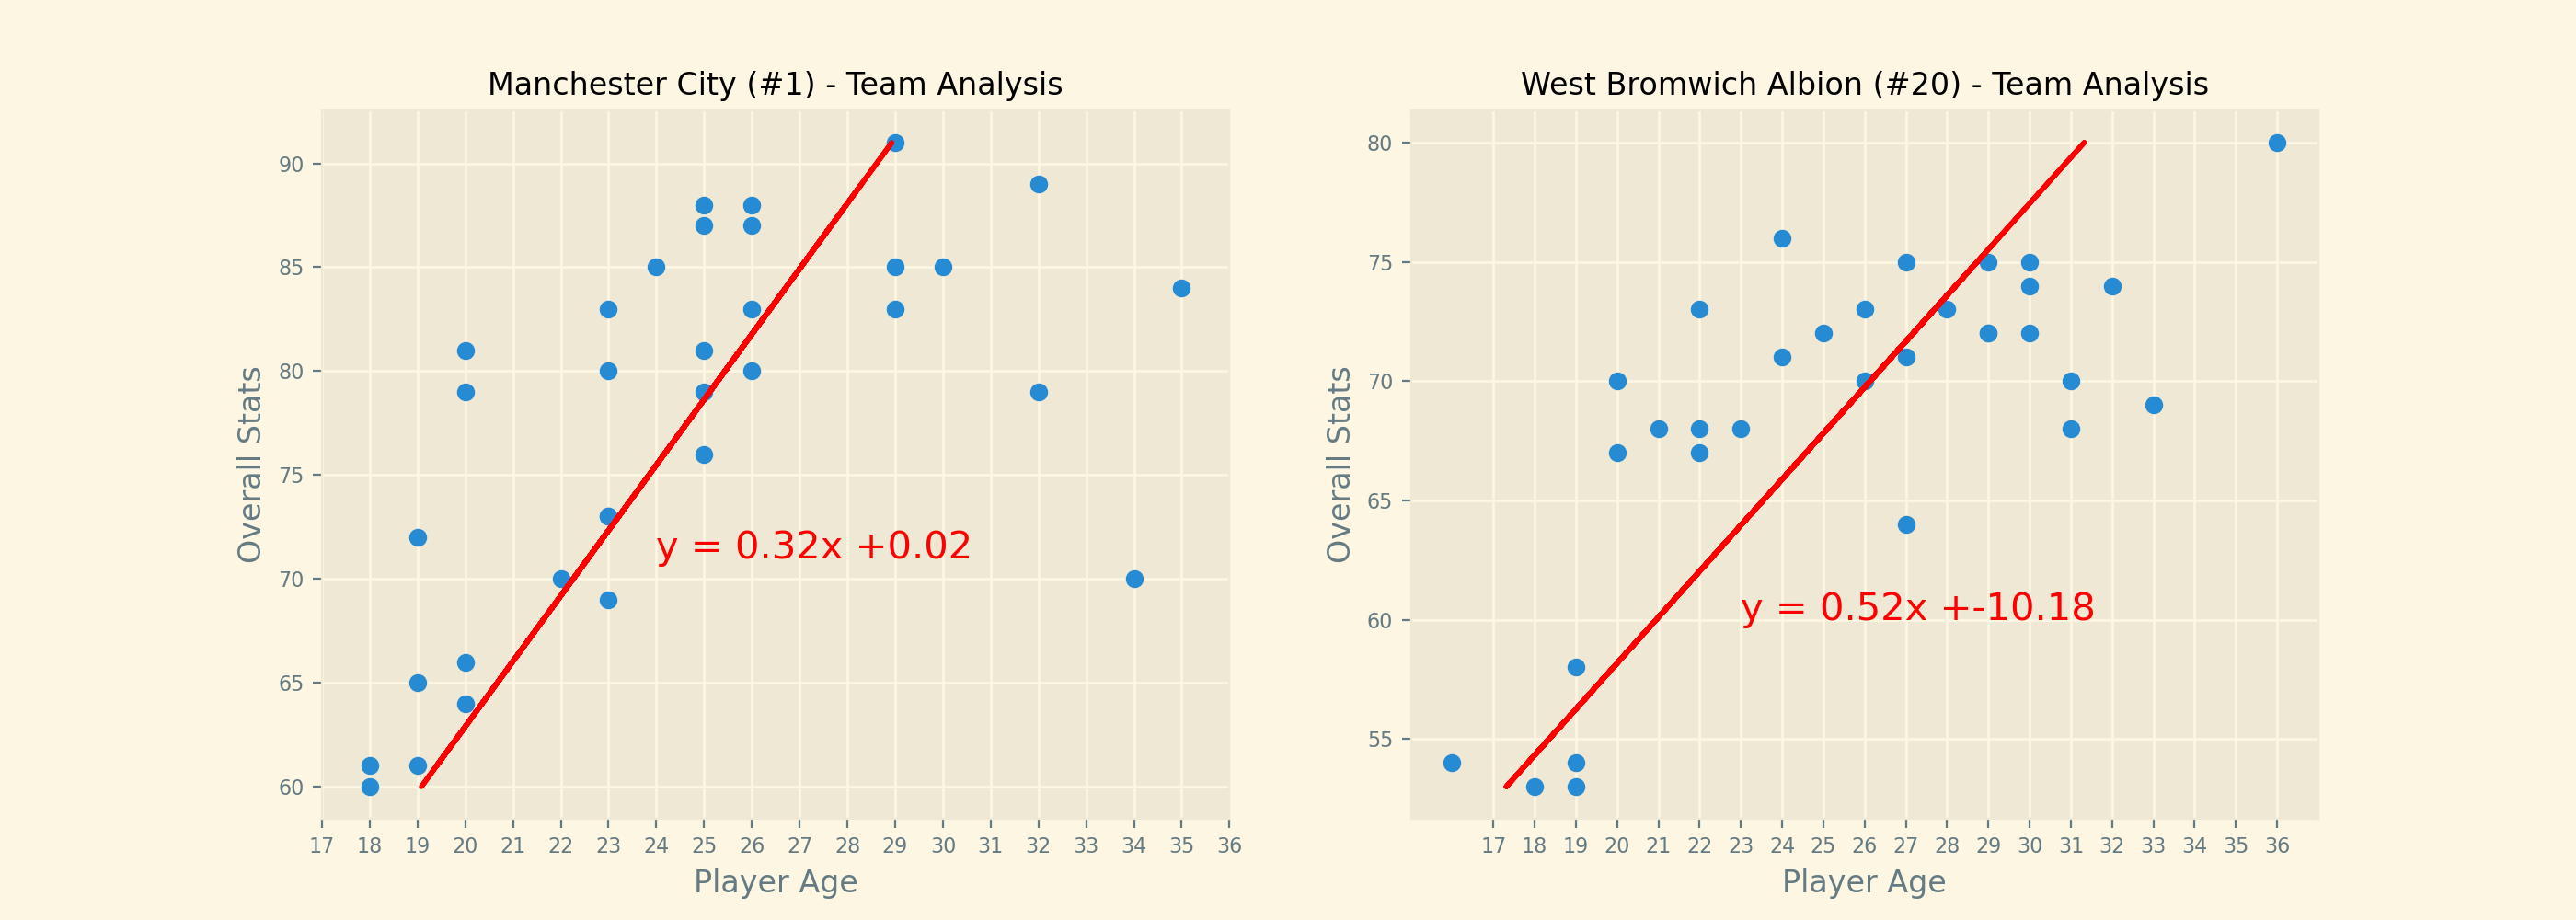 Manchester City (#1) - Team Analysis
90
85
80
75
70
65
60
Overall Stats
y = 0.32x +0.02
17 18 19 20 21 22 23 24 25 26 27 28 29 30 31 32 33 34 35 36
Player Age
West Bromwich Albion (#20) - Team Analysis
80
75
70
65
60
55
Overall Stats
y = 0.52x +-10.18
17 18 19 20 21 22 23 24 25 26 27 28 29 30 31 32 33 34 35 36
Player Age